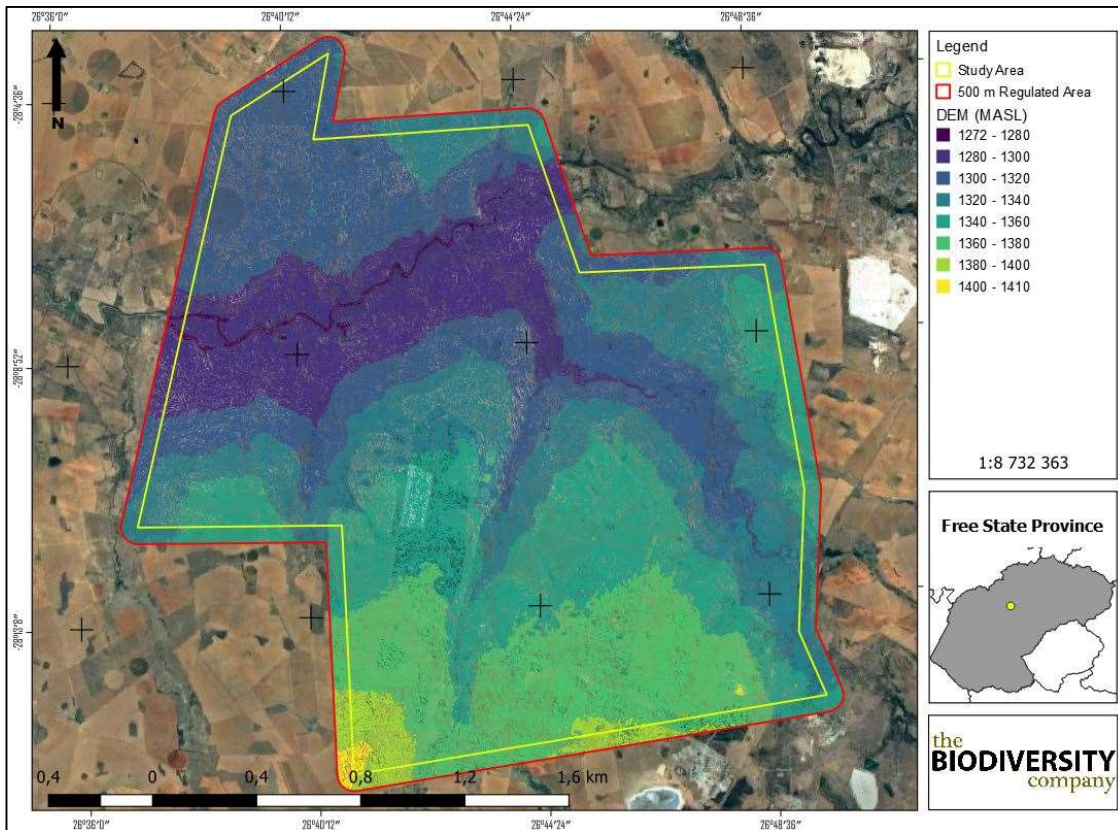 26°36′0″
26°40′12″
26°44′24″
26°48′36″
N
-28°4′36″
-28°8′52″
Legend
Study Area
500 m Regulated Area
DEM (MASL)
1272 - 1280
1280 - 1300
1300 - 1320
1320 - 1340
1340 - 1360
1360 - 1380
1380 - 1400
1400 - 1410
1:8 732 363
Free State Province
the
BIODIVERSITY
company
0,4 0 0,4 0,8 1,2 1,6 km
26°36′0″
26°40′12″
26°44′24″
26°48′36″